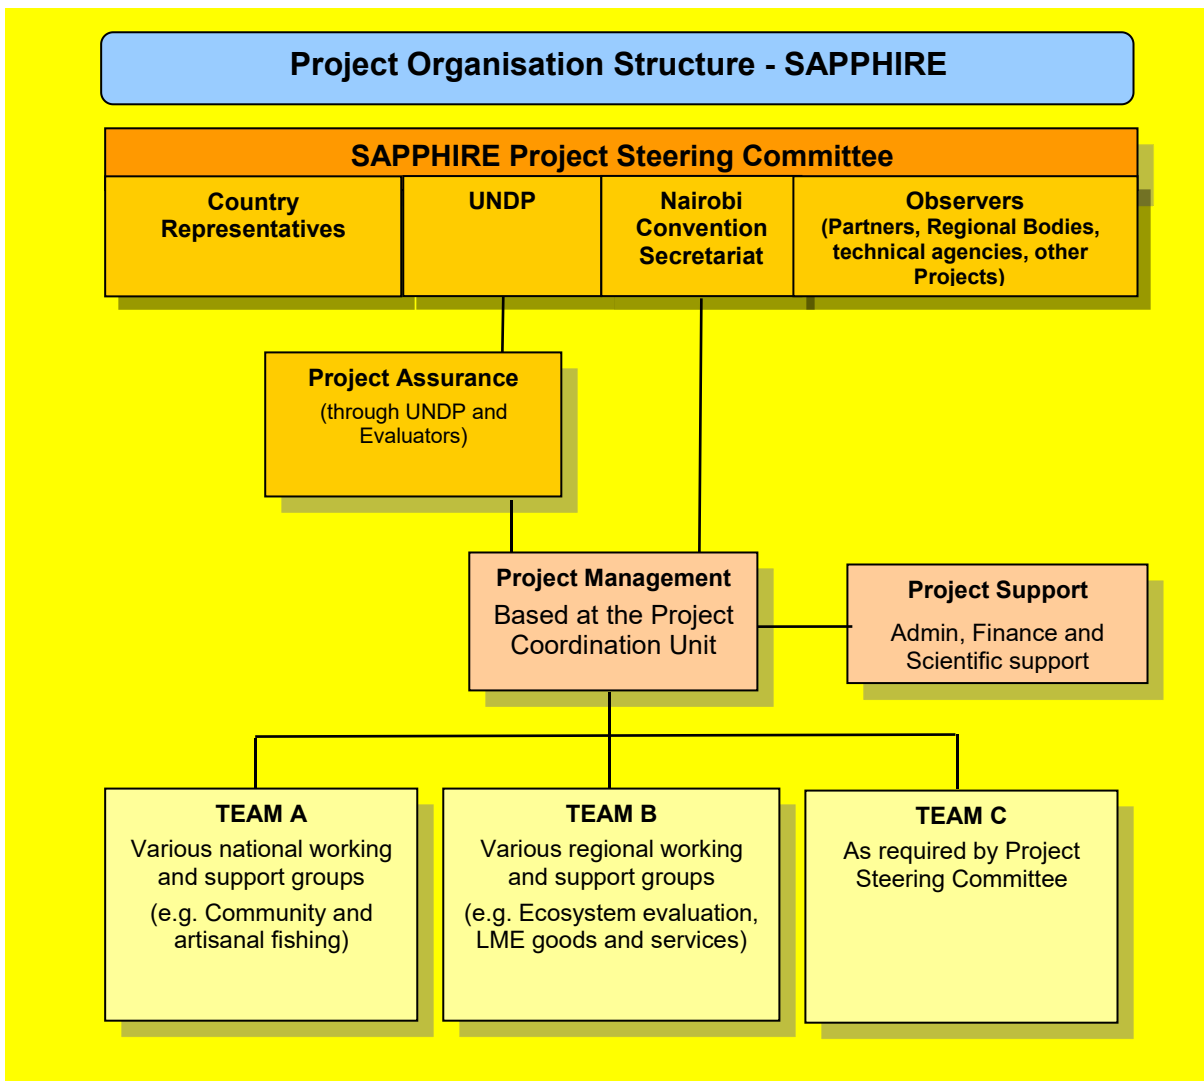 Project Organisation Structure - SAPPHIRE
SAPPHIRE Project Steering Committee
Country
Representatives
UNDP
Nairobi
Convention
Secretariat
Observers
(Partners, Regional Bodies,
technical agencies, other
Projects)
Project Assurance
(through UNDP and
Evaluators)
Project Management
Based at the Project
Coordination Unit
Project Support
Admin, Finance and
Scientific support
TEAM A
Various national working
and support groups
(e.g. Community and
artisanal fishing)
TEAM B
Various regional working
and support groups
(e.g. Ecosystem evaluation,
LME goods and services)
TEAM C
As required by Project
Steering Committee